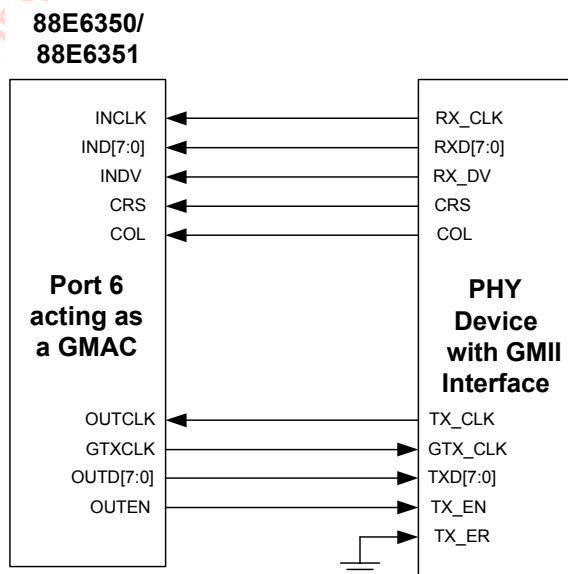 88E6350/
88E6351
INCLK RX_CLK
IND[7:0] RXD[7:0]
INDV RX_DV
CRS CRS
COL COL
Port 6
acting as
a GMAC
PHY
Device
with GMII
Interface
OUTCLK TX_CLK
GTXCLK GTX_CLK
OUTD[7:0] TXD[7:0]
OUTEN TX_EN
TX_ER